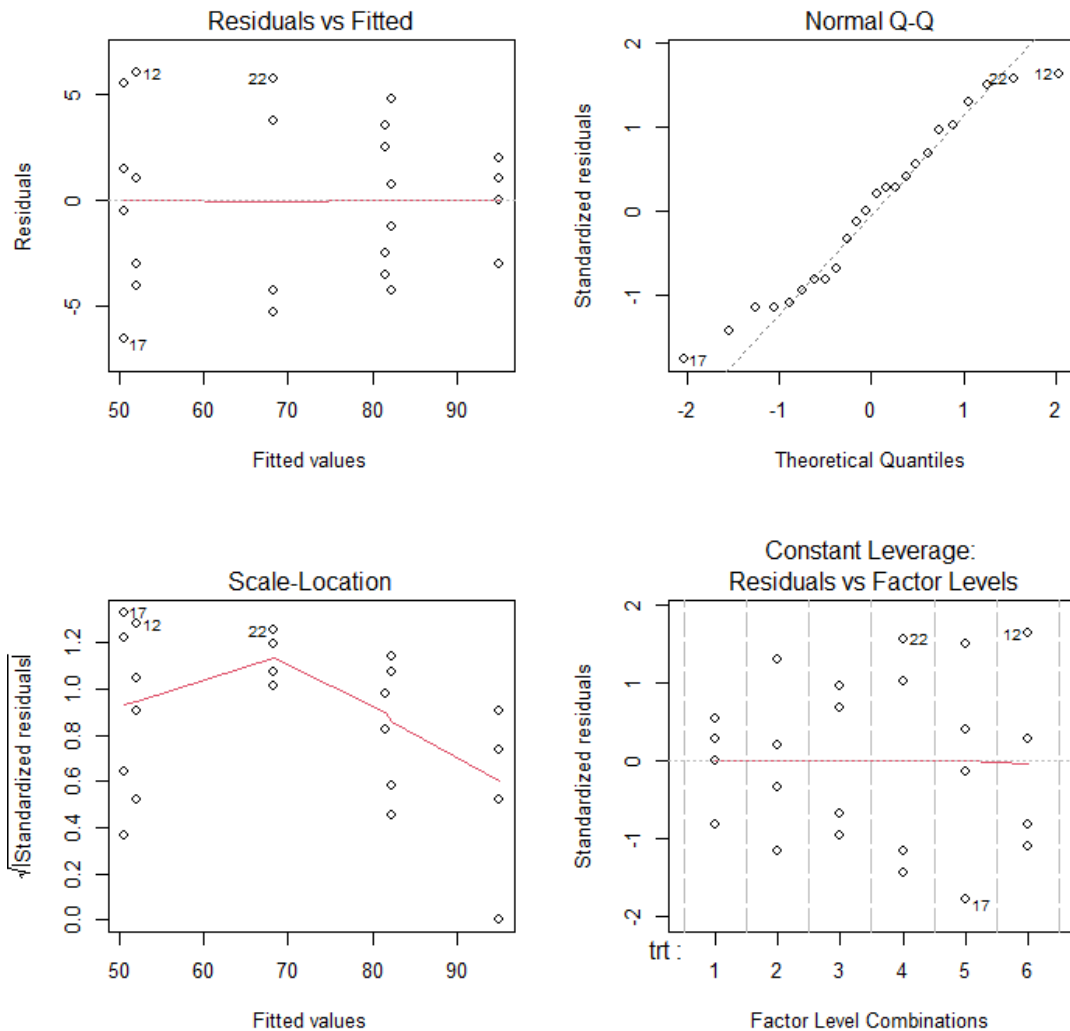 Residuals vs Fitted
Residuals
5
0
-5
12
22
17
50 60 70 80 90
Fitted values
Normal Q-Q
Standardized residuals
2
1
0
-1
22
12
17
-2 -1 0 1 2
Theoretical Quantiles
Scale-Location
√|Standardized residuals|
1.2
1.0
0.8
0.6
0.4
0.2
0.0
17
12
22
50 60 70 80 90
Fitted values
Constant Leverage:
Residuals vs Factor Levels
Standardized residuals
2
1
0
-1
-2
22
12
17
trt :
1 2 3 4 5 6
Factor Level Combinations